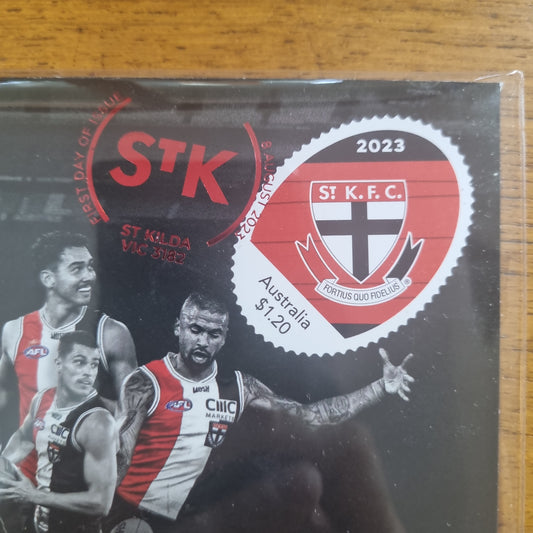 FIRST DAY OF ISSUE
STK
8 AUGUST 2023
ST KILDA
VIC 3182
2023
ST K.F.C.
FORTIUS QUO FIDELIUS
Australia
$1.20
AFL
AFL
CMC
MARKETS